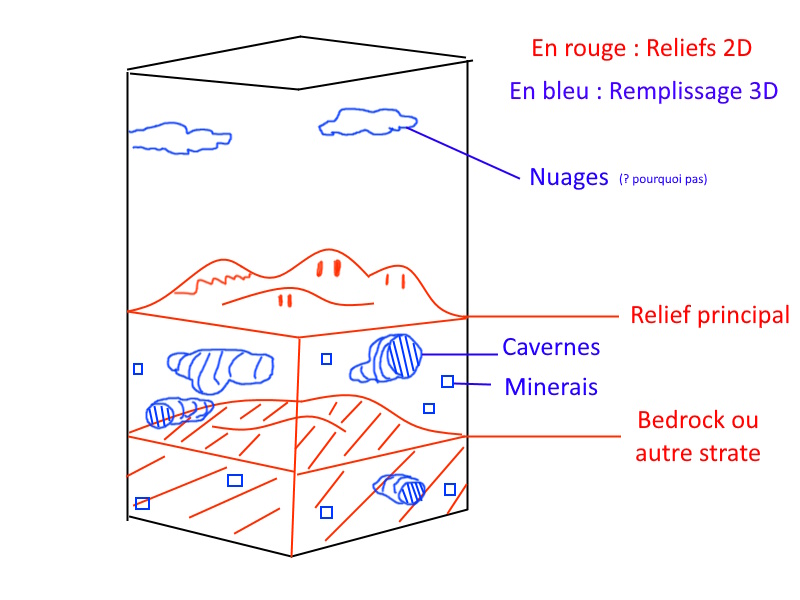 En rouge : Reliefs 2D
En bleu : Remplissage 3D
Nuages (? pourquoi pas)
Relief principal
Cavernes
Minerais
Bedrock ou
autre strate